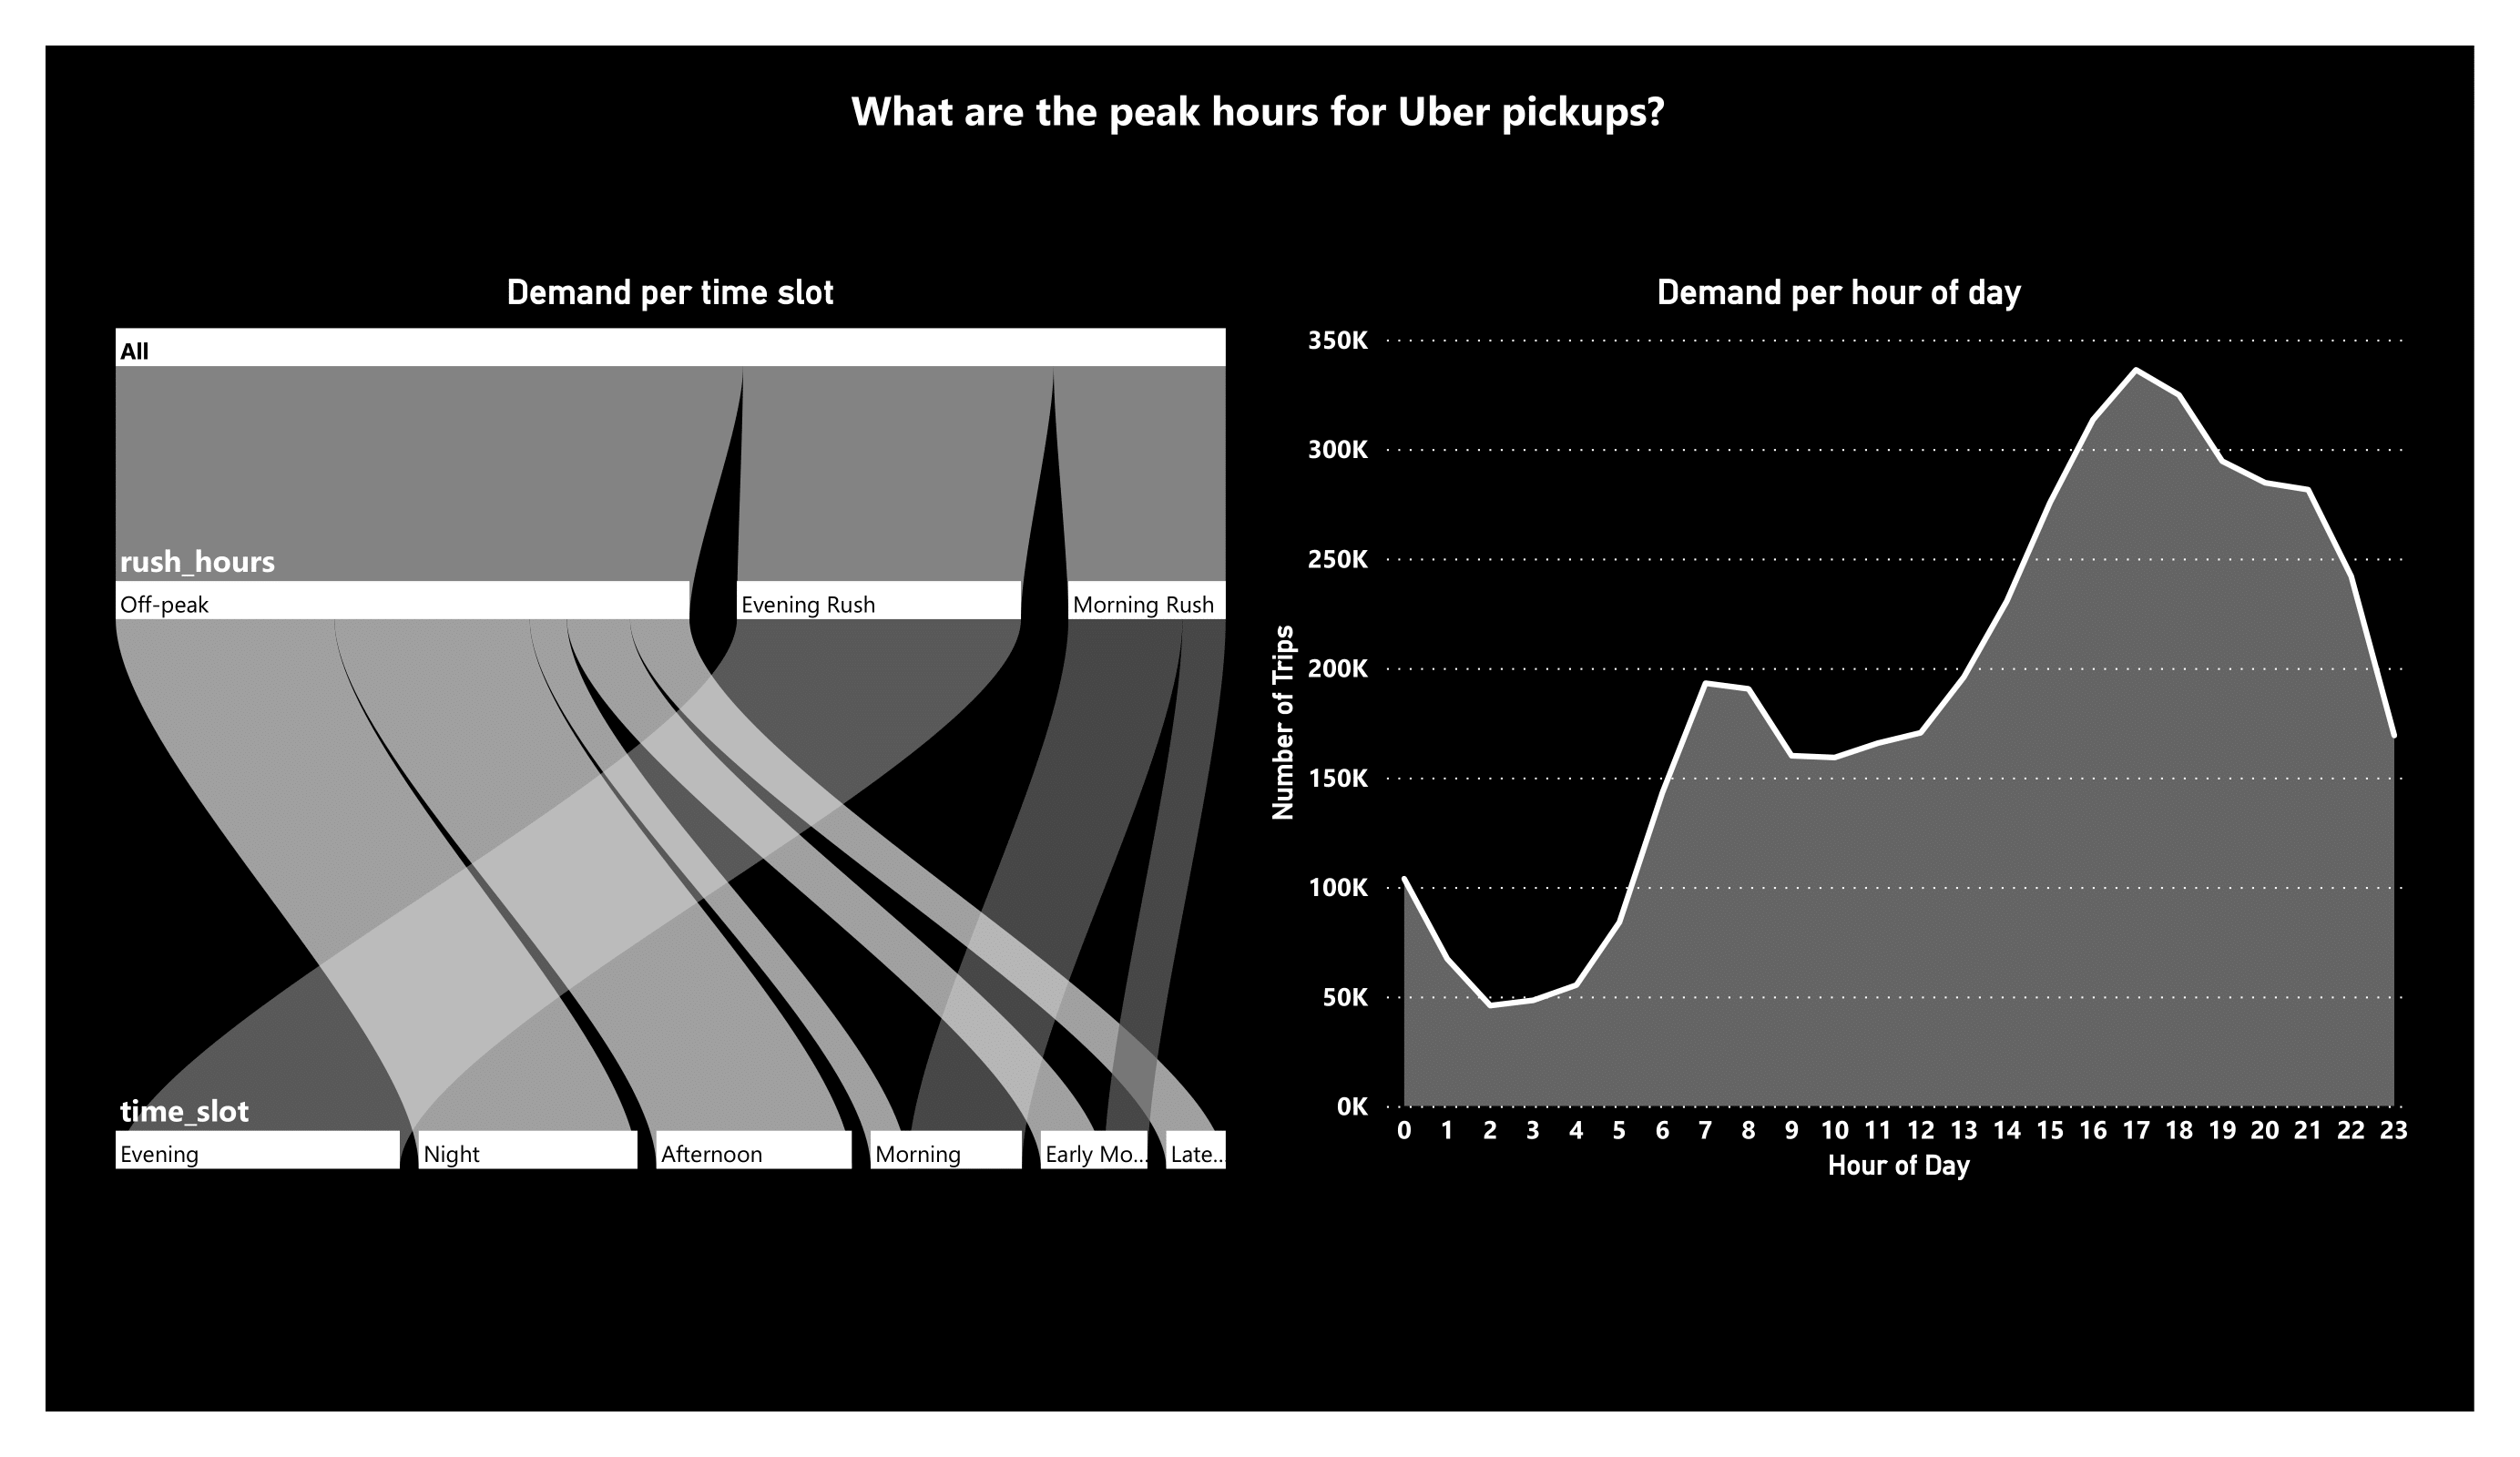 What are the peak hours for Uber pickups?
Demand per time slot
All
rush_hours
Off-peak
Evening Rush
Morning Rush
time_slot
Evening
Night
Afternoon
Morning
Early Mo...
Late...
Demand per hour of day
Number of Trips
350K
300K
250K
200K
150K
100K
50K
0K
0 1 2 3 4 5 6 7 8 9 10 11 12 13 14 15 16 17 18 19 20 21 22 23
Hour of Day